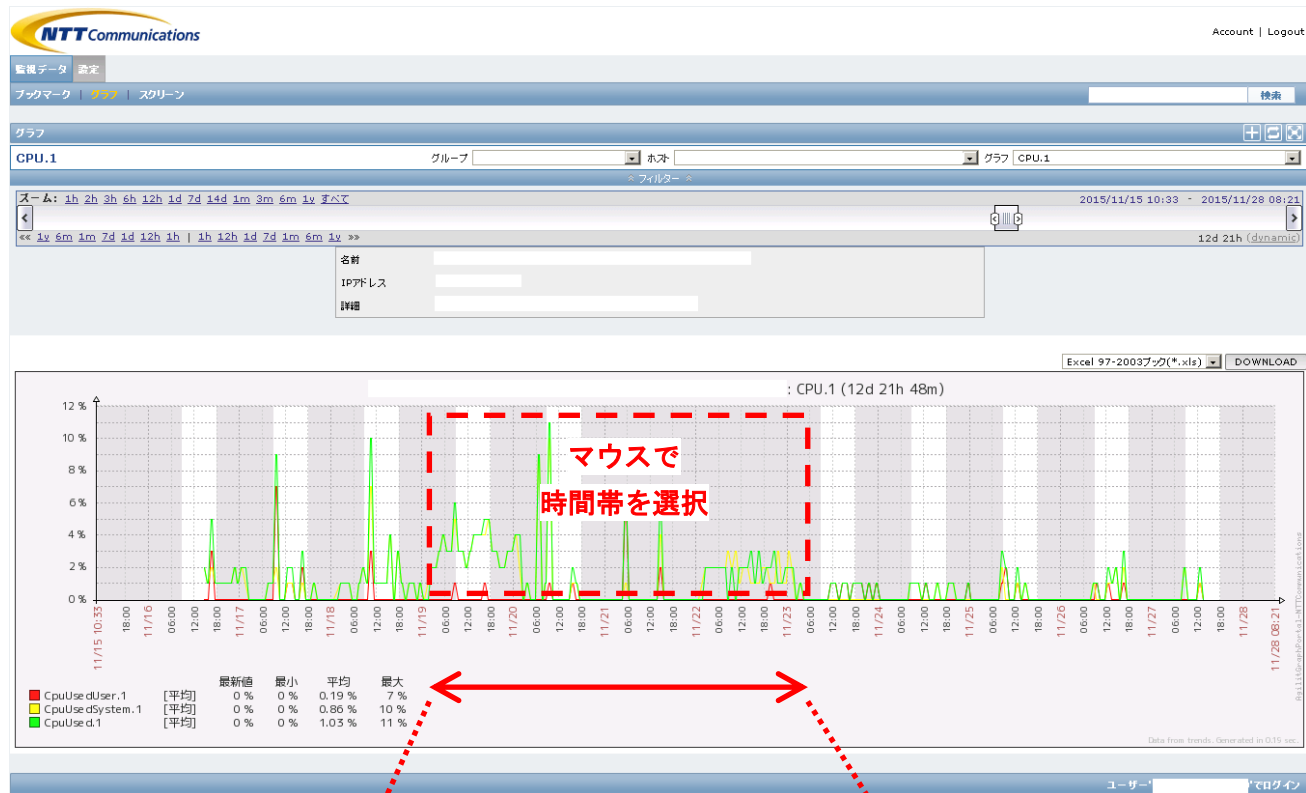 NTT Communications
Account | Logout
監視データ 設定
ブックマーク | グラフ | スクリーン 検索
グラフ
CPU.1 グループ ホスト グラフ CPU.1
フィルター
ズーム: 1h 2h 3h 6h 12h 1d 7d 14d 1m 3m 6m 1y すべて 2015/11/15 10:33 - 2015/11/28 08:21
«« 1y 6m 1m 7d 1d 12h 1h | 1h 12h 1d 7d 1m 6m 1y »» 12d 21h (dynamic)
名前
IPアドレス
詳細
Excel 97-2003ブック(*.xls) DOWNLOAD
: CPU.1 (12d 21h 48m)
12 %
10 %
8 %
6 %
4 %
2 %
0 %
マウスで
時間帯を選択
11/15 10:33 18:00 11/16 06:00 12:00 18:00 11/17 06:00 12:00 18:00 11/18 06:00 12:00 18:00 11/19 06:00 12:00 18:00 11/20 06:00 12:00 18:00 11/21 06:00 12:00 18:00 11/22 06:00 12:00 18:00 11/23 06:00 12:00 18:00 11/24 06:00 12:00 18:00 11/25 06:00 12:00 18:00 11/26 06:00 12:00 18:00 11/27 06:00 12:00 18:00 11/28 11/28 08:21
最新値 最小 平均 最大
CpuUsedUser.1 [平均] 0 % 0 % 0.19 % 7 %
CpuUsedSystem.1 [平均] 0 % 0 % 0.86 % 10 %
CpuUsed.1 [平均] 0 % 0 % 1.03 % 11 %
AgilitGraphPortal-NTTCommunications
Data from trends. Generated in 0.15 sec.
ユーザー' 'でログイン